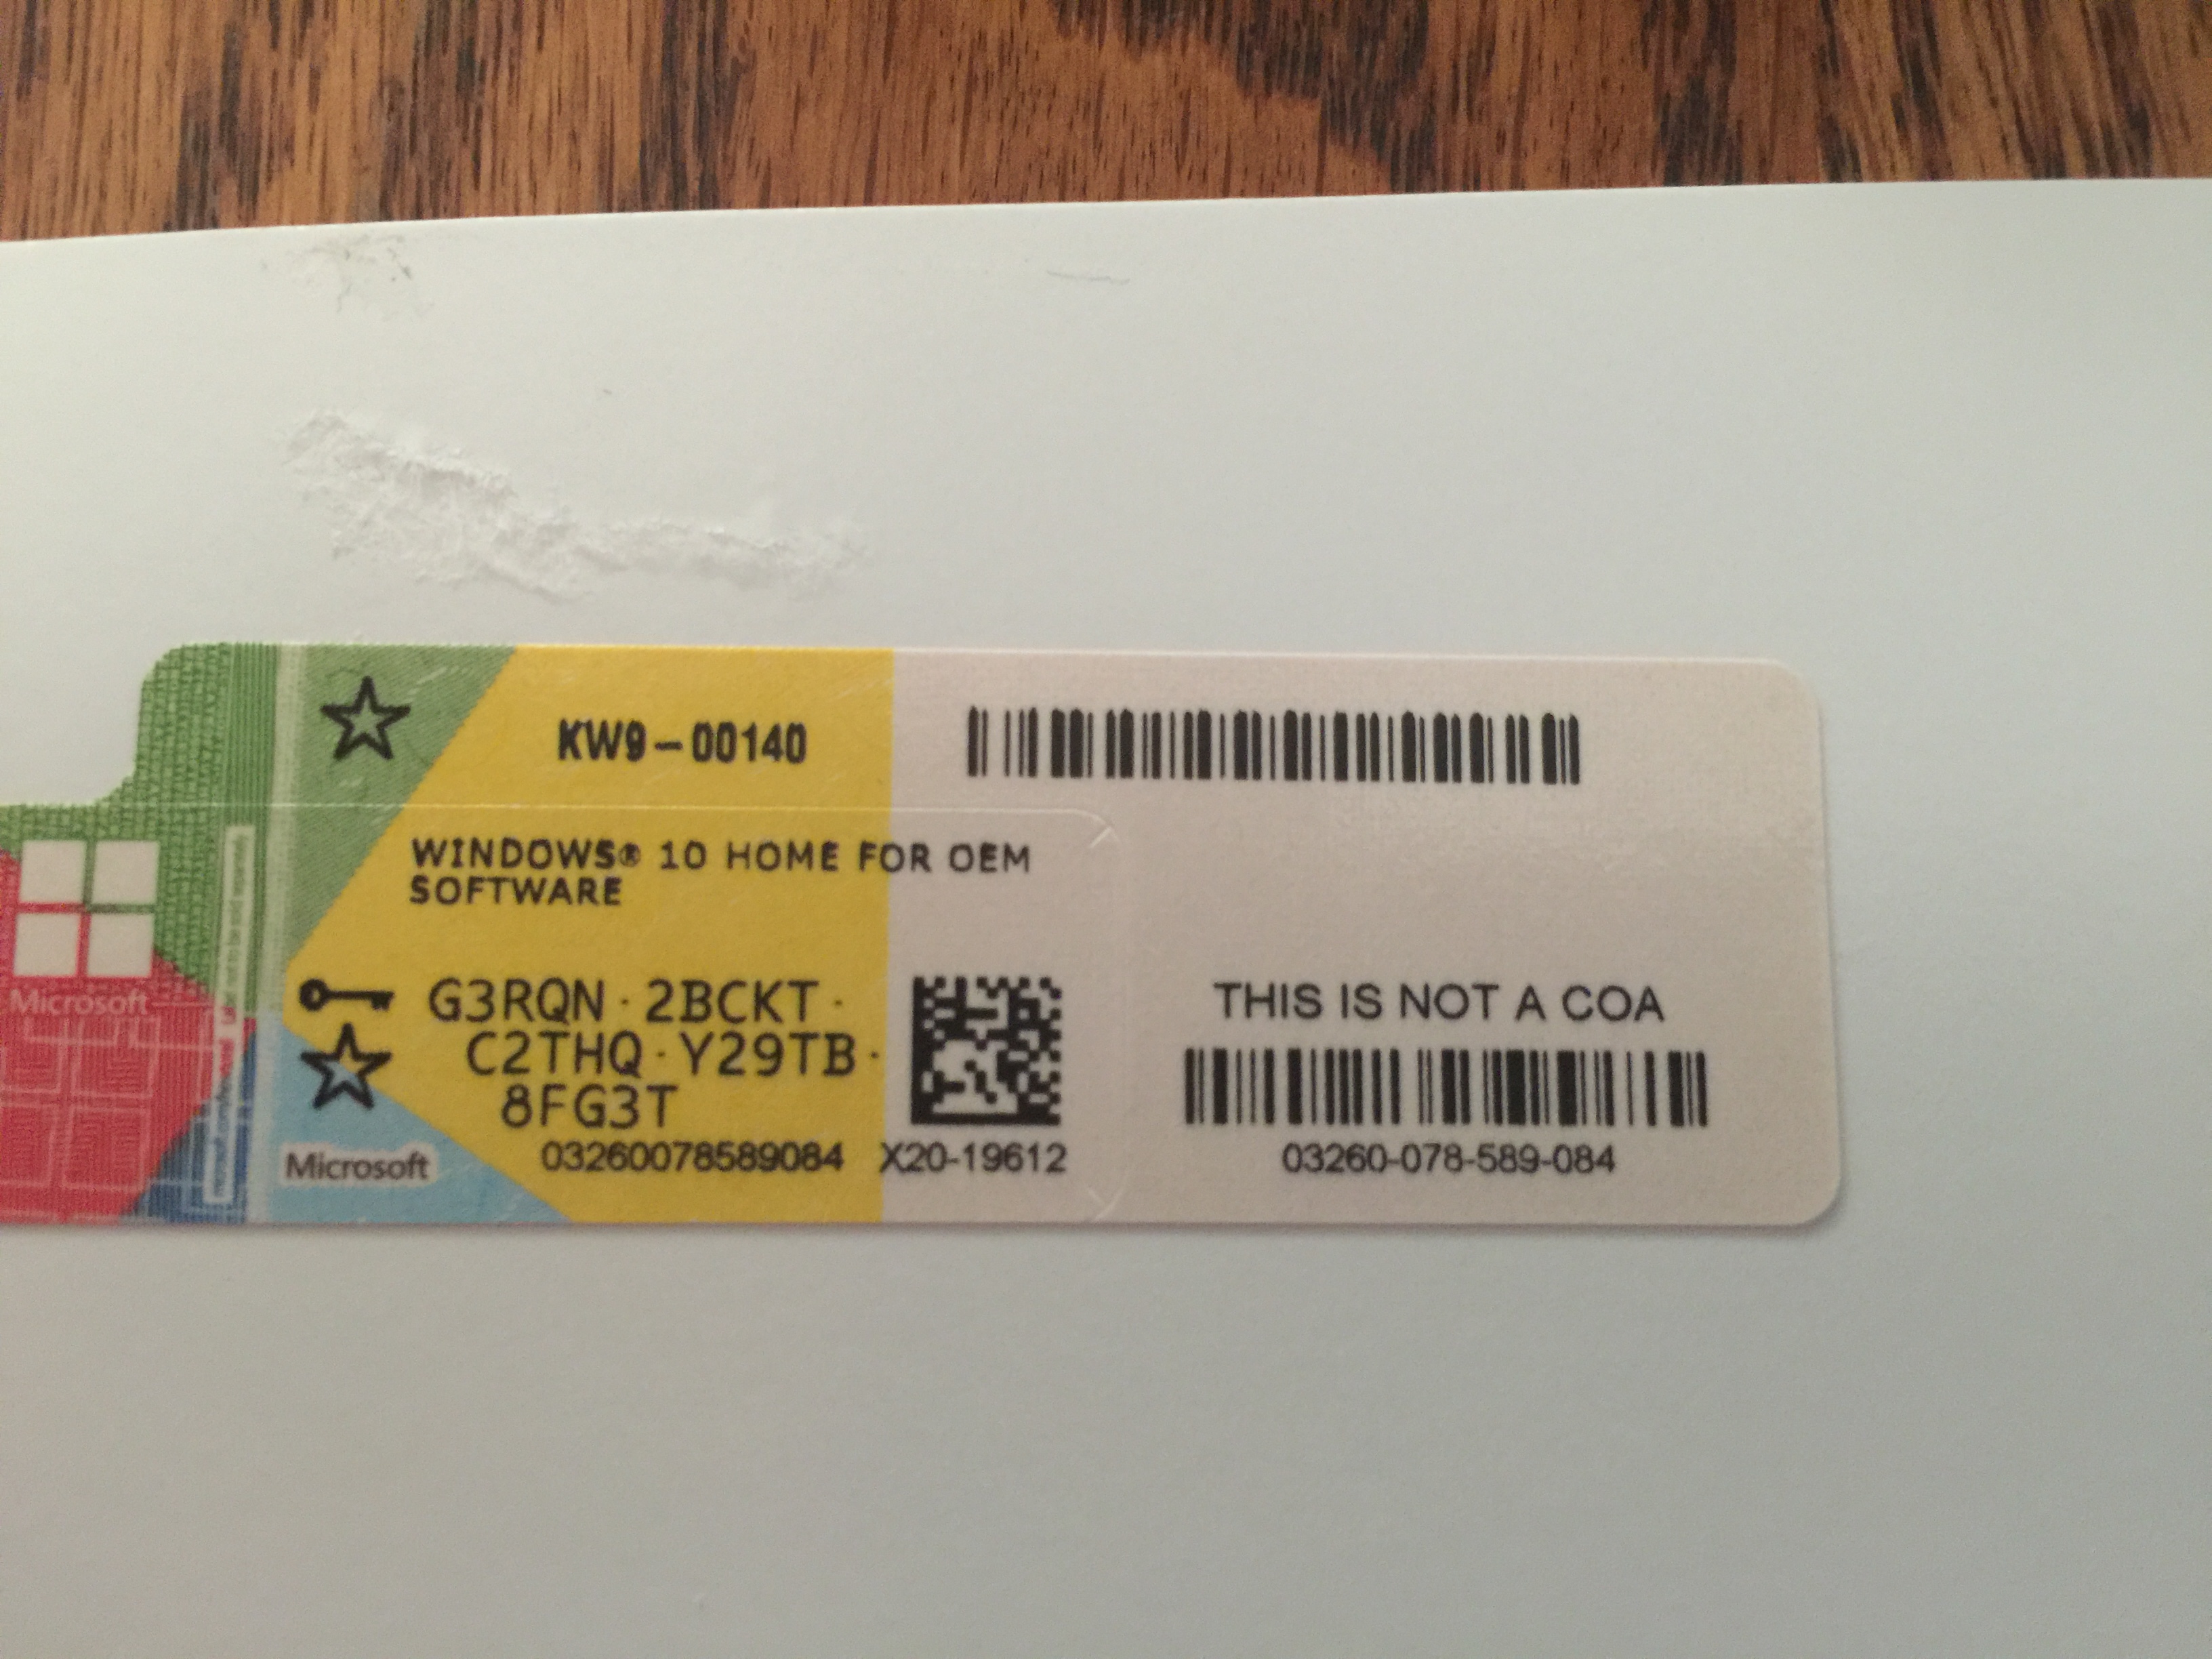 KW9-00140
WINDOWS® 10 HOME FOR OEM
SOFTWARE
G3RQN · 2BCKT ·
C2THQ · Y29TB ·
8FG3T
03260078589084 X20-19612
THIS IS NOT A COA
03260-078-589-084
Microsoft
Microsoft